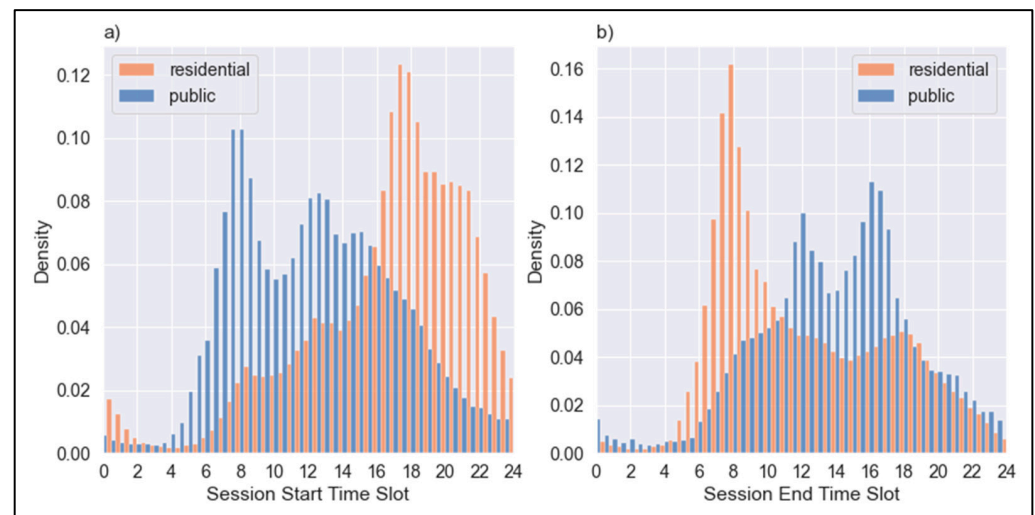 a)
residential
public
0.12
0.10
0.08
0.06
0.04
0.02
0.00
Density
0 2 4 6 8 10 12 14 16 18 20 22 24
Session Start Time Slot
b)
residential
public
0.16
0.14
0.12
0.10
0.08
0.06
0.04
0.02
0.00
Density
0 2 4 6 8 10 12 14 16 18 20 22 24
Session End Time Slot